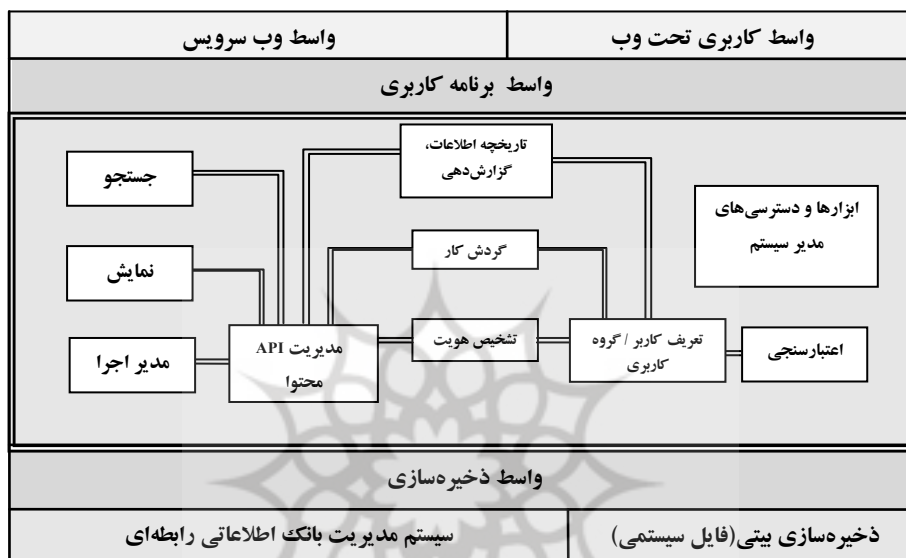 واسط کاربری تحت وب
واسط وب سرویس
واسط برنامه کاربری
تاریخچه اطلاعات،
گزارش‌دهی
جستجو
ابزارها و دسترسی‌های
مدیر سیستم
گردش کار
نمایش
تعریف کاربر / گروه
کاربری
اعتبارسنجی
تشخیص هویت
مدیریت API
محتوا
مدیر اجرا
واسط ذخیره‌سازی
ذخیره‌سازی بیتی(فایل سیستمی)
سیستم مدیریت بانک اطلاعاتی رابطه‌ای